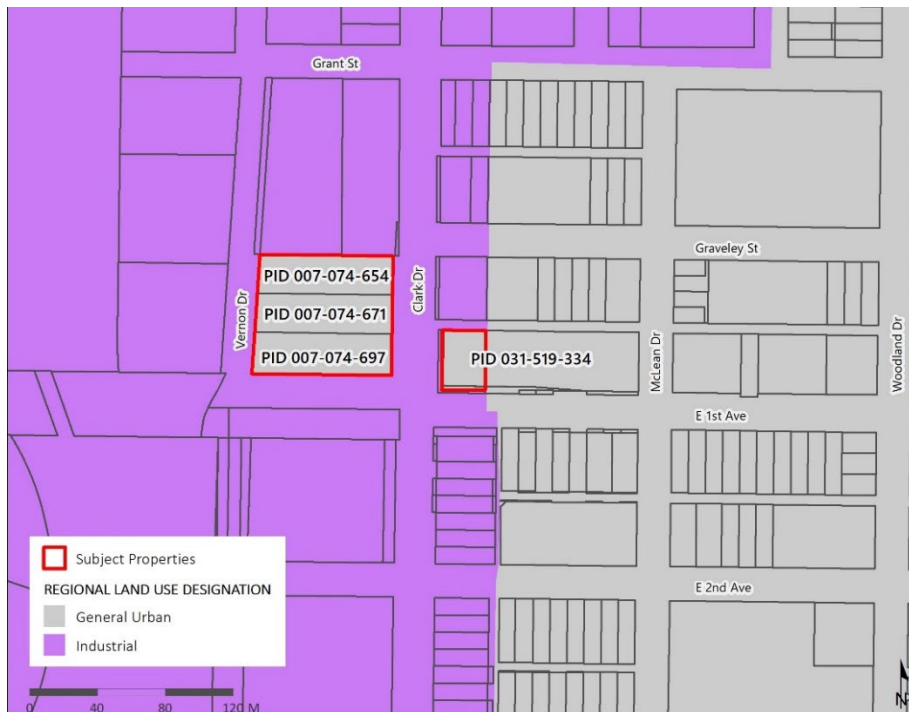 Grant St
Graveley St
PID 007-074-654
PID 007-074-671
PID 007-074-697
Vernon Dr
Clark Dr
PID 031-519-334
McLean Dr
Woodland Dr
E 1st Ave
E 2nd Ave
Subject Properties
REGIONAL LAND USE DESIGNATION
General Urban
Industrial
0 40 80 120 M
N